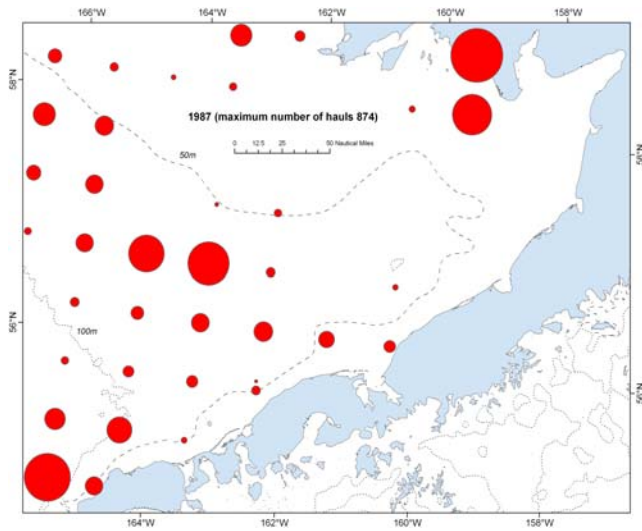 166°W 164°W 162°W 160°W 158°W
58°N
1987 (maximum number of hauls 874)
0 12.5 25 50 Nautical Miles
50m
58°N
56°N
100m
56°N
164°W 162°W 160°W 158°W